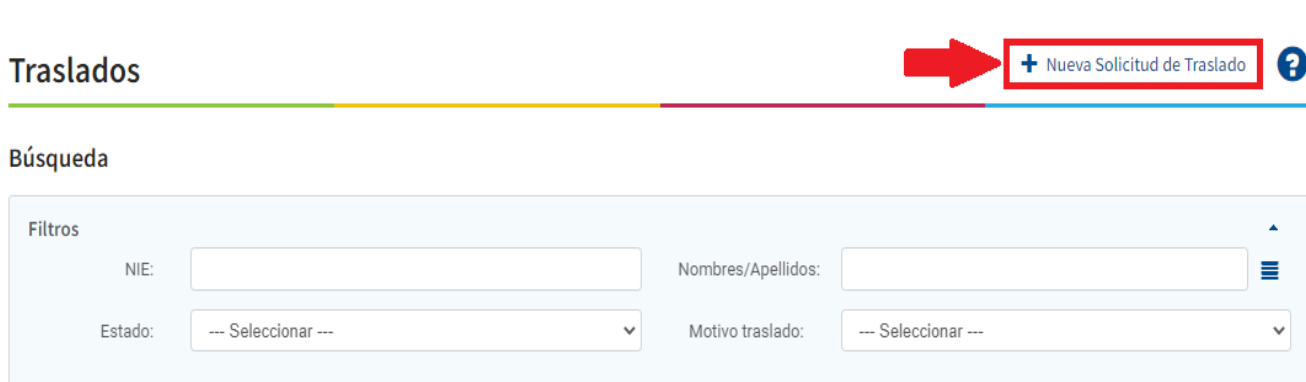 Traslados
+ Nueva Solicitud de Traslado ?
Búsqueda
Filtros
NIE:
Nombres/Apellidos:
Estado: --- Seleccionar ---
Motivo traslado: --- Seleccionar ---